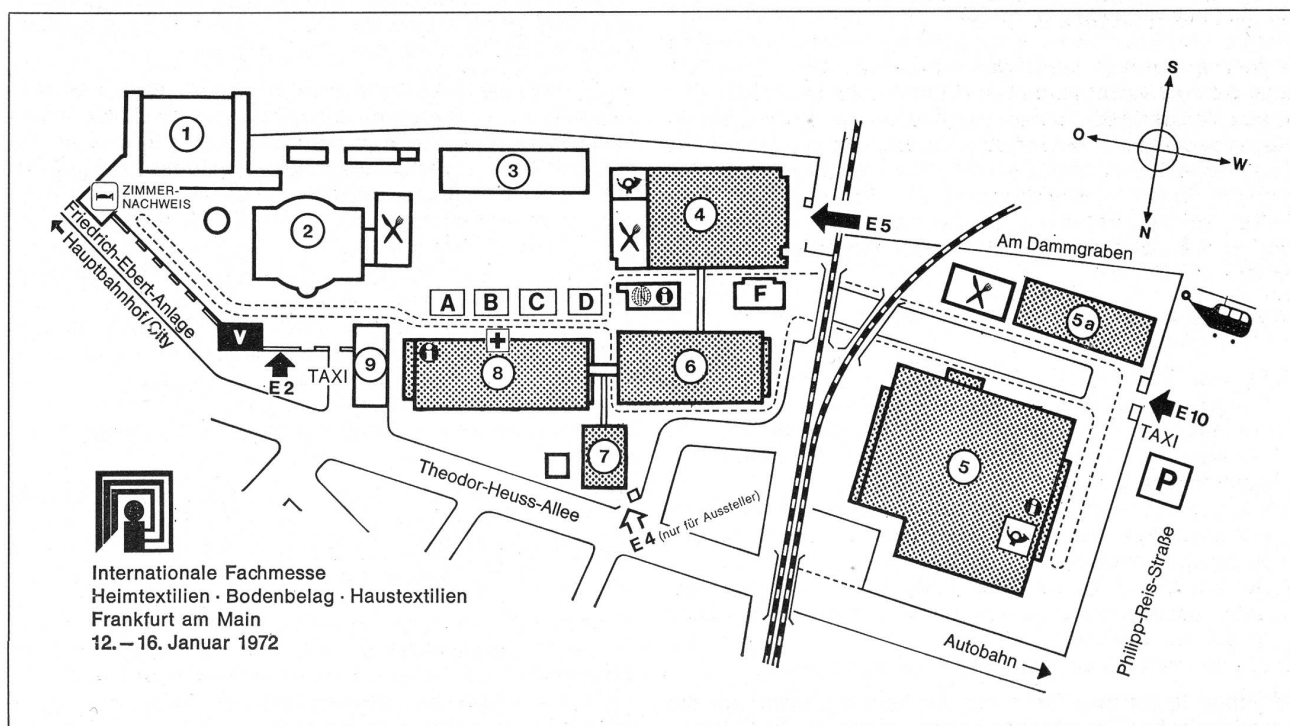 S
O
W
N
1
ZIMMER-
NACHWEIS
2
3
4
E5
Am Dammgraben
Friedrich-Ebert-Anlage
Hauptbahnhof/City
A
B
C
D
i
F
5a
V
E2
TAXI
9
i
8
6
E10
TAXI
P
7
5
i
Theodor-Heuss-Allee
E4 (nur für Aussteller)
Philipp-Reis-Straße
Autobahn
Internationale Fachmesse
Heimtextilien · Bodenbelag · Haustextilien
Frankfurt am Main
12.–16. Januar 1972